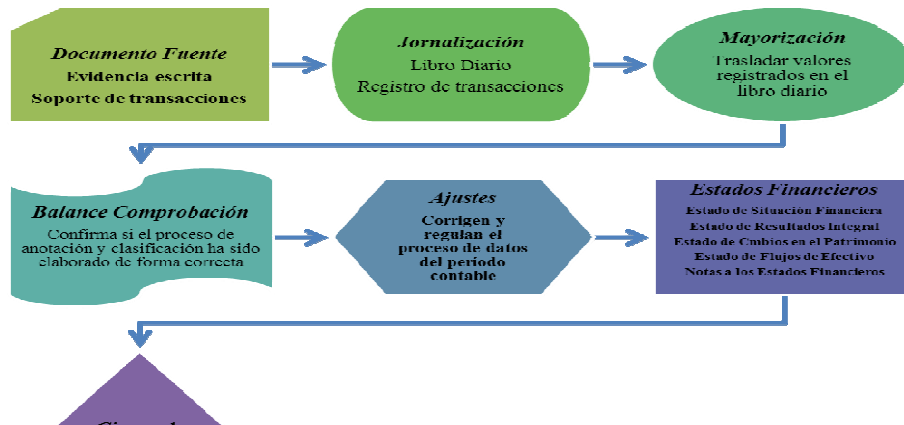 Documento Fuente
Evidencia escrita
Soporte de transacciones
Jornalización
Libro Diario
Registro de transacciones
Mayorización
Trasladar valores
registrados en el
libro diario
Balance Comprobación
Confirma si el proceso de
anotación y clasificación ha sido
elaborado de forma correcta
Ajustes
Corrigen y
regulan el
proceso de datos
del período
contable
Estados Financieros
Estado de Situación Financiera
Estado de Resultados Integral
Estado de Cmbios en el Patrimonio
Estado de Flujos de Efectivo
Notas a los Estados Financieros